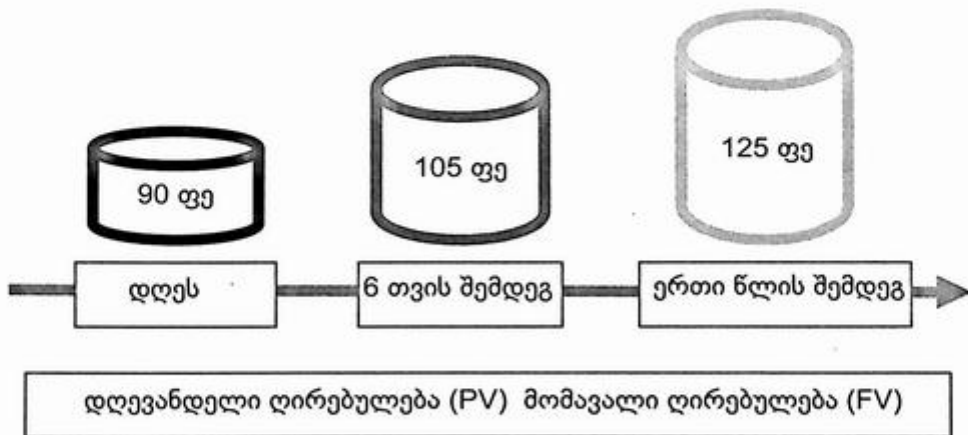 90 ფე
105 ფე
125 ფე
დღეს
6 თვის შემდეგ
ერთი წლის შემდეგ
დღევანდელი ღირებულება (PV) მომავალი ღირებულება (FV)